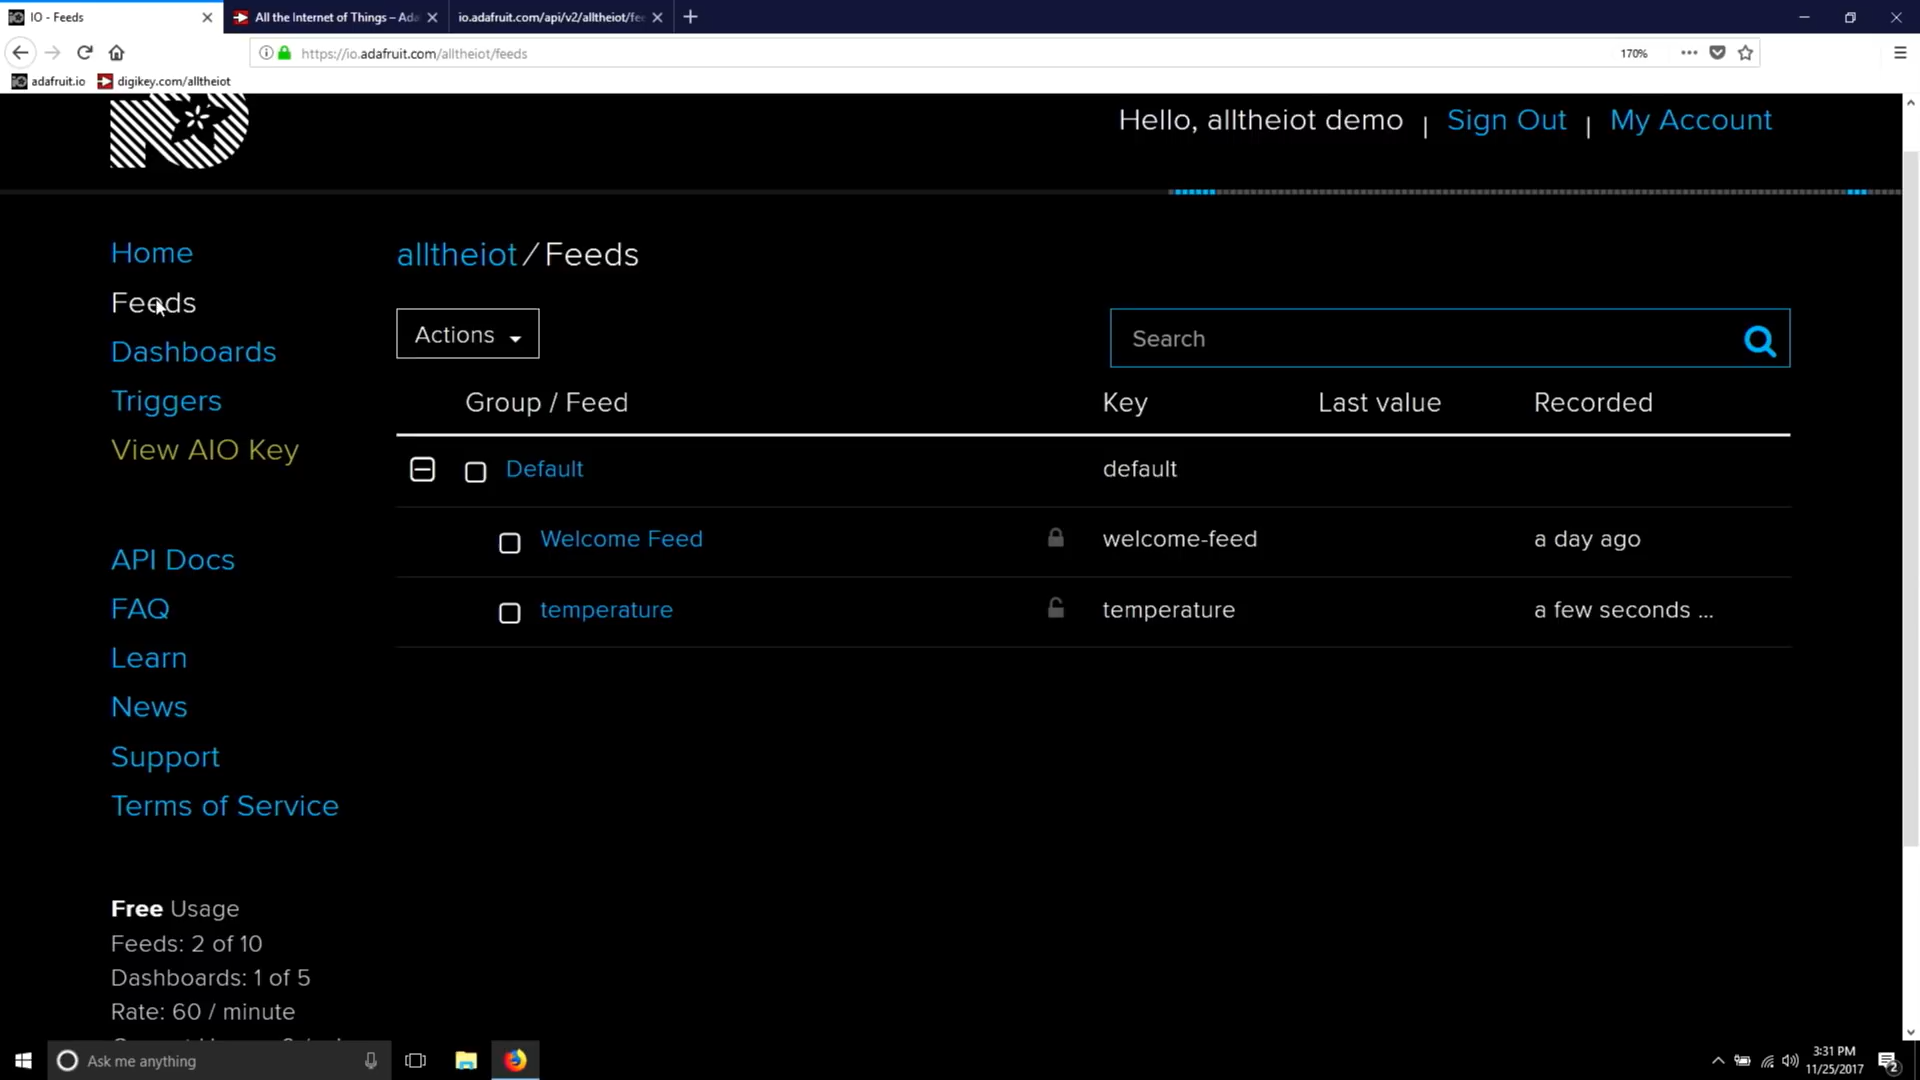 IO - Feeds
All the Internet of Things – Ada
io.adafruit.com/api/v2/alltheiot/fee
https://io.adafruit.com/alltheiot/feeds
170%
adafruit.io
digikey.com/alltheiot
Hello, alltheiot demo | Sign Out | My Account
Home
Feeds
Dashboards
Triggers
View AIO Key
API Docs
FAQ
Learn
News
Support
Terms of Service
Free Usage
Feeds: 2 of 10
Dashboards: 1 of 5
Rate: 60 / minute
alltheiot / Feeds
Actions
Search
Group / Feed Key Last value Recorded
Default default
Welcome Feed welcome-feed a day ago
temperature temperature a few seconds ...
Ask me anything
3:31 PM
11/25/2017
2